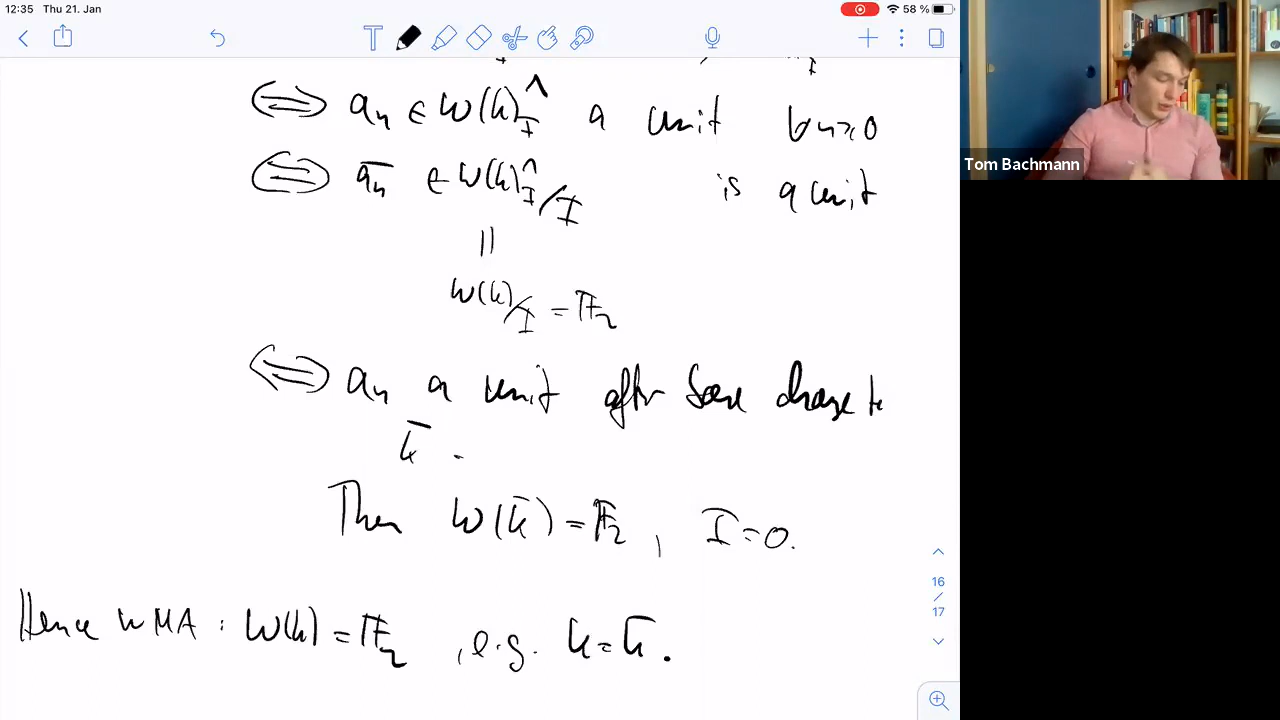 12:35 Thu 21. Jan
58 %
⟺ aₙ ∈ W(k)^∧_I a unit ∀ n≥0
⟺ a̅ₙ ∈ W(k)^∧_I/I is a unit
||
W(k)/I = 𝔽₂
⟺ aₙ a unit after base change to
k̅.
Then W(k̅) = 𝔽₂, I=0.
Hence WMA: W(k) = 𝔽₂, e.g. k=k̅.
16
/
17
Tom Bachmann